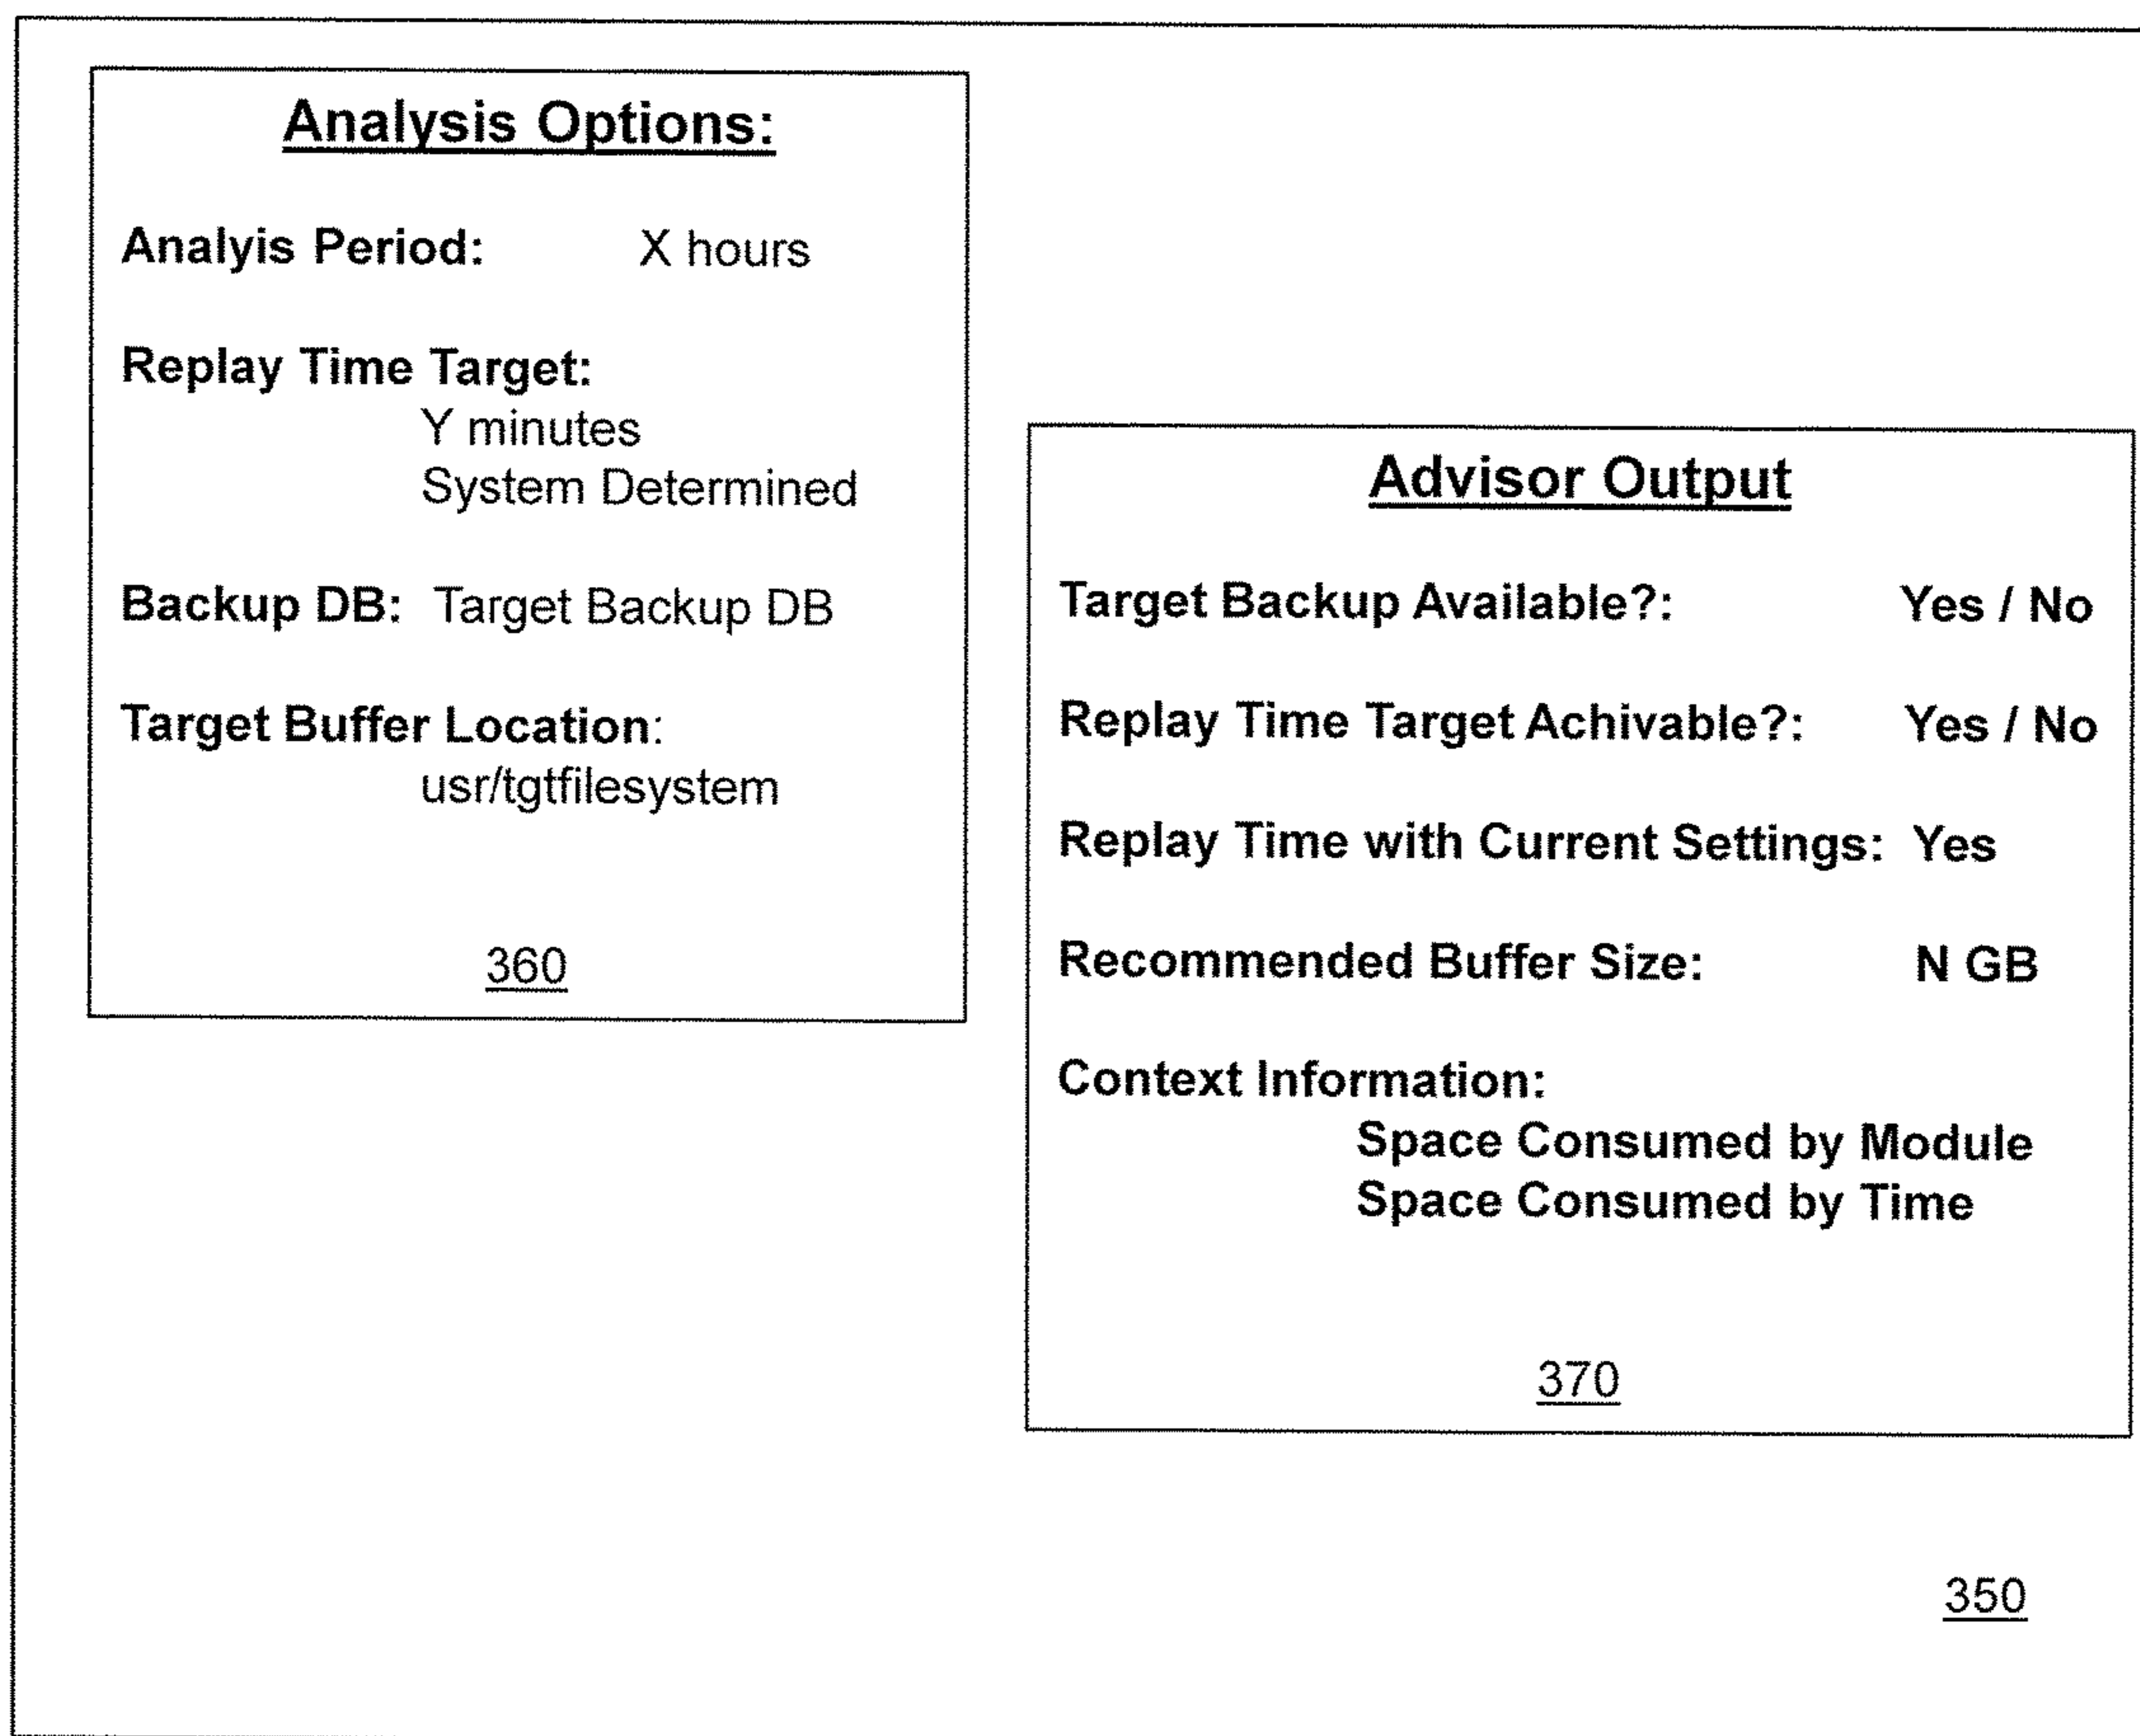 Analysis Options:
Analyis Period: X hours
Replay Time Target:
Y minutes
System Determined
Backup DB: Target Backup DB
Target Buffer Location:
usr/tgtfilesystem
360
Advisor Output
Target Backup Available?: Yes / No
Replay Time Target Achivable?: Yes / No
Replay Time with Current Settings: Yes
Recommended Buffer Size: N GB
Context Information:
Space Consumed by Module
Space Consumed by Time
370
350